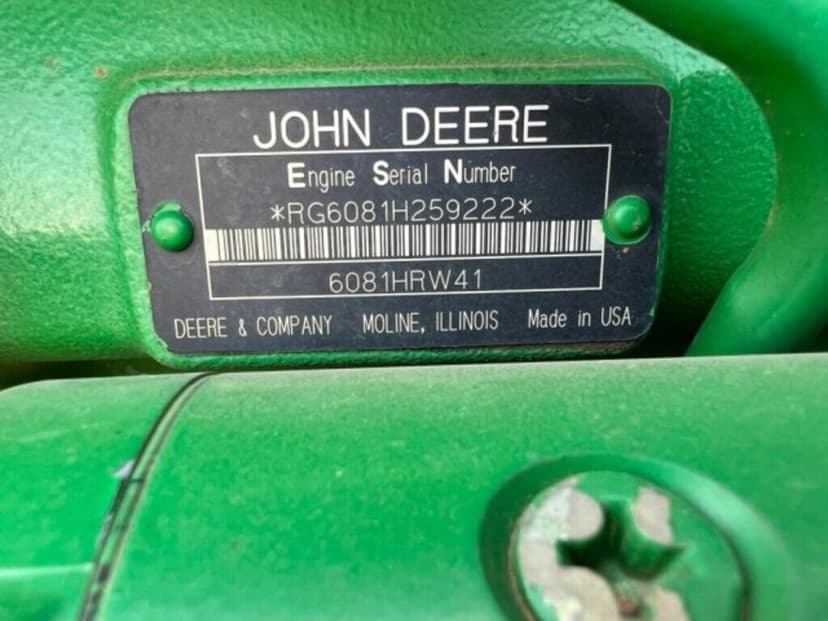 JOHN DEERE
Engine Serial Number
*RG6081H259222*
6081HRW41
DEERE & COMPANY MOLINE, ILLINOIS Made in USA